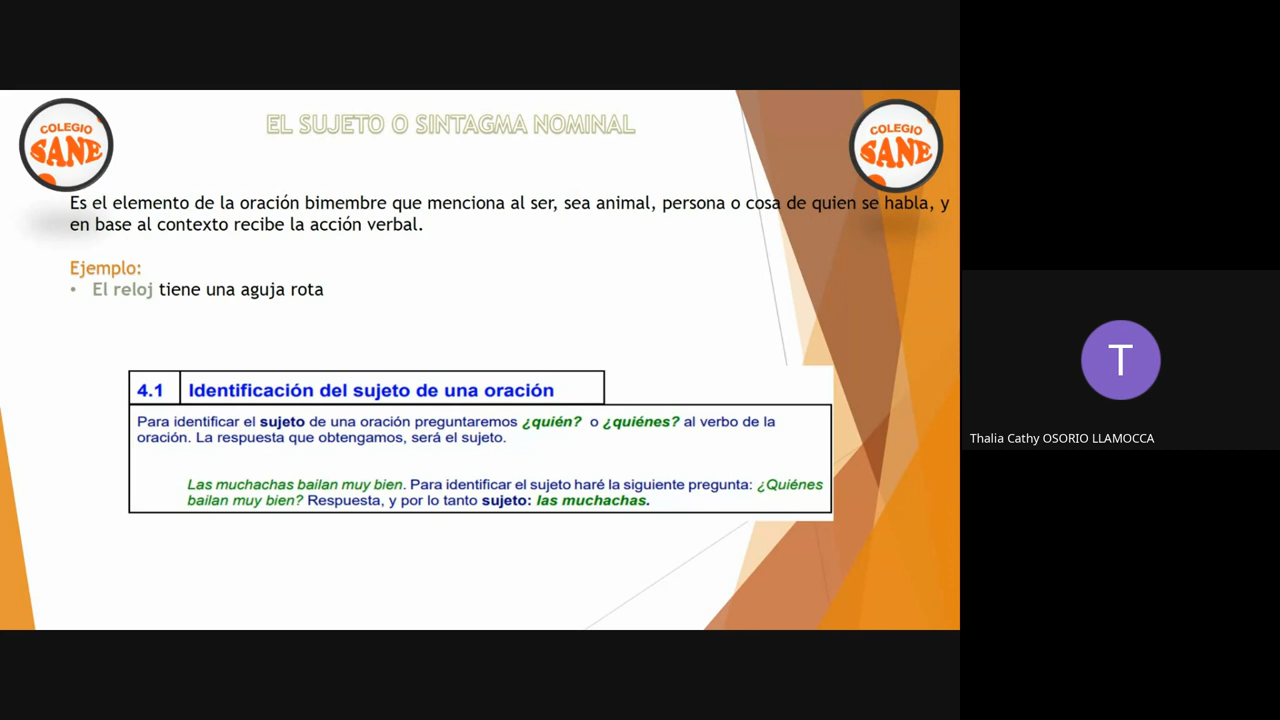 COLEGIO
SANE
EL SUJETO O SINTAGMA NOMINAL
COLEGIO
SANE
Es el elemento de la oración bimembre que menciona al ser, sea animal, persona o cosa de quien se habla, y
en base al contexto recibe la acción verbal.
Ejemplo:
• El reloj tiene una aguja rota
4.1 Identificación del sujeto de una oración
Para identificar el sujeto de una oración preguntaremos ¿quién? o ¿quiénes? al verbo de la
oración. La respuesta que obtengamos, será el sujeto.
Las muchachas bailan muy bien. Para identificar el sujeto haré la siguiente pregunta: ¿Quiénes
bailan muy bien? Respuesta, y por lo tanto sujeto: las muchachas.
T
Thalia Cathy OSORIO LLAMOCCA